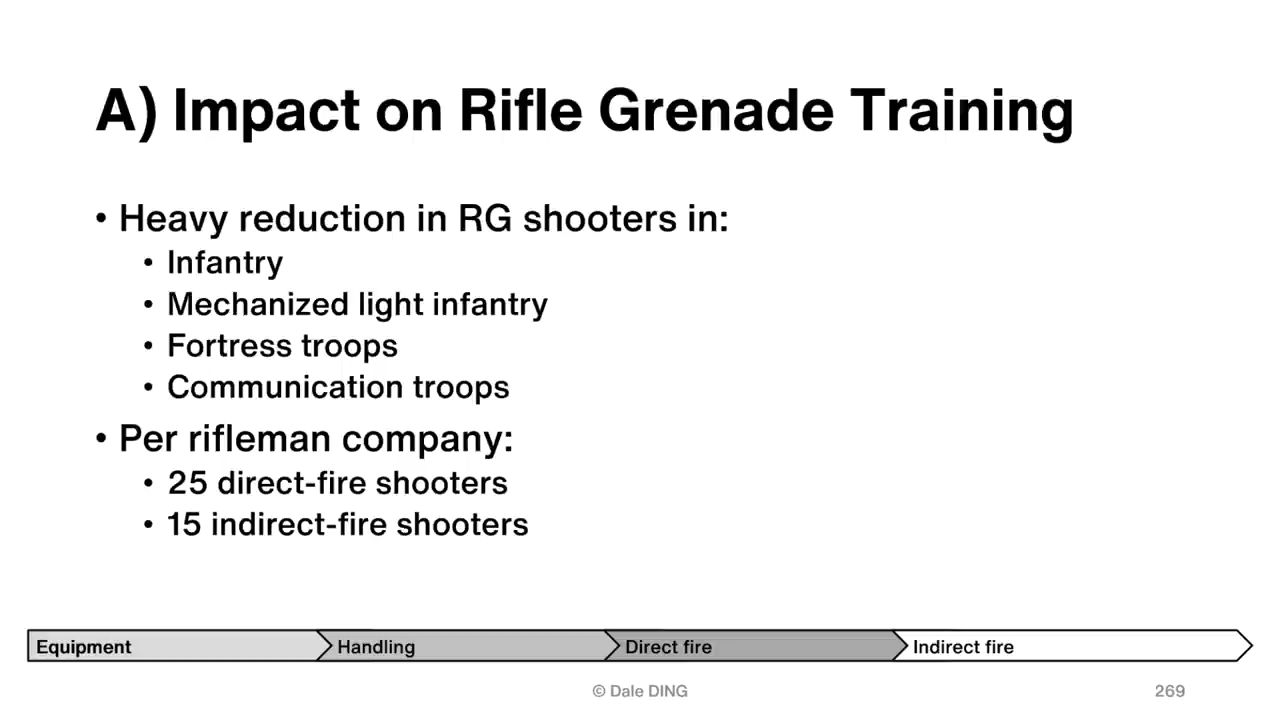 A) Impact on Rifle Grenade Training
• Heavy reduction in RG shooters in:
• Infantry
• Mechanized light infantry
• Fortress troops
• Communication troops
• Per rifleman company:
• 25 direct-fire shooters
• 15 indirect-fire shooters
Equipment
Handling
Direct fire
Indirect fire
© Dale DING
269